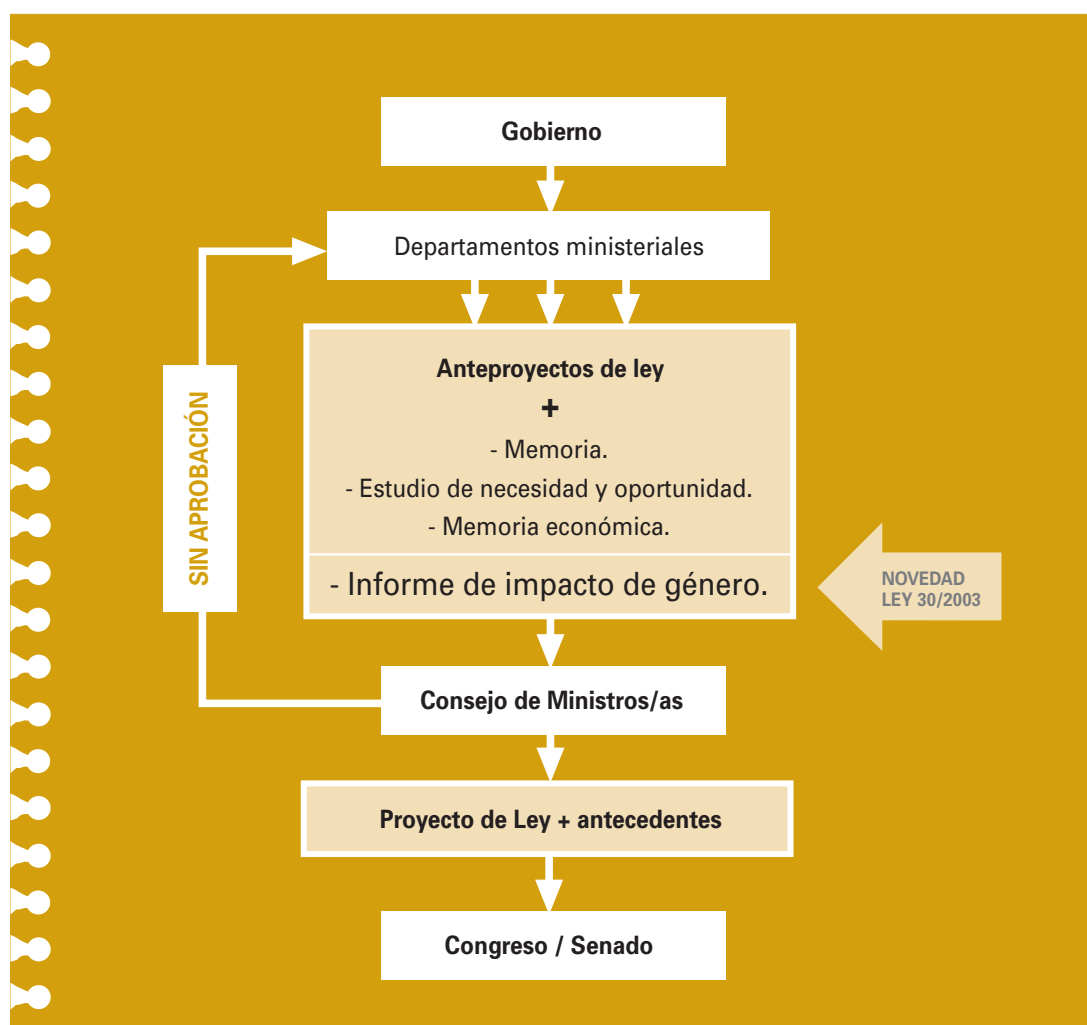 Gobierno
Departamentos ministeriales
Anteproyectos de ley
+
- Memoria.
- Estudio de necesidad y oportunidad.
- Memoria económica.
- Informe de impacto de género.
NOVEDAD
LEY 30/2003
SIN APROBACIÓN
Consejo de Ministros/as
Proyecto de Ley + antecedentes
Congreso / Senado